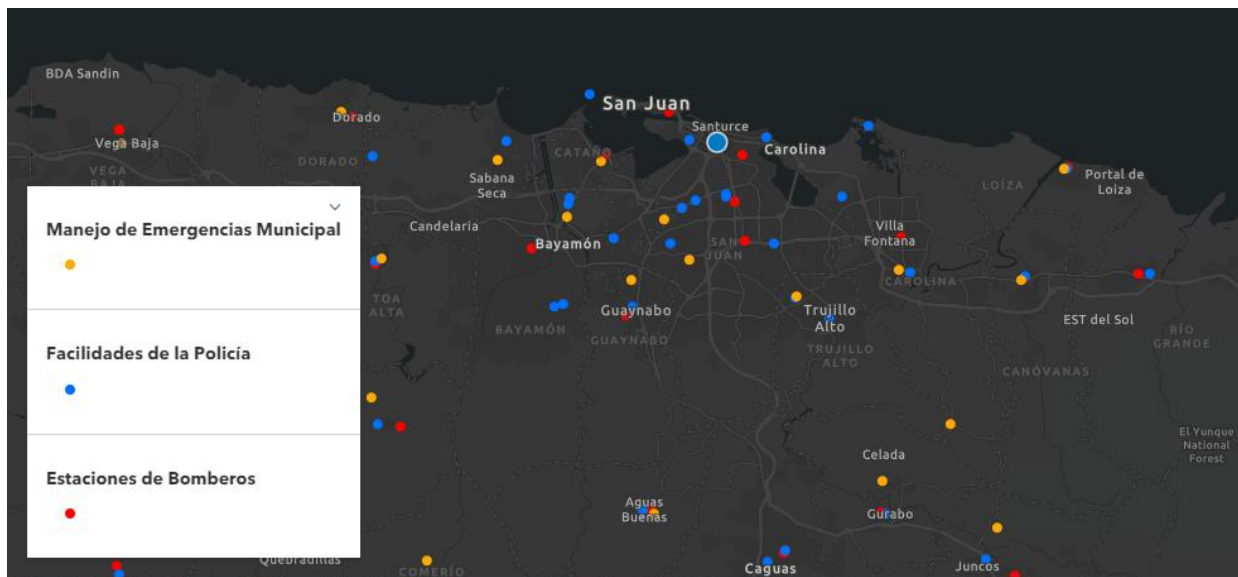 BDA Sandin
San Juan
Dorado
Santurce
Vega Baja
CATAÑO
Carolina
DORADO
VEGA
BAJA
Sabana
Seca
LOÍZA
Portal de
Loiza
Candelaria
Villa
Fontana
Manejo de Emergencias Municipal
Bayamón
SAN
JUAN
CAROLINA
TOA
ALTA
Guaynabo
Trujillo
Alto
EST del Sol
BAYAMÓN
GUAYNABO
RÍO
GRANDE
TRUJILLO
ALTO
Facilidades de la Policía
CANÓVANAS
El Yunque
National
Forest
Celada
Estaciones de Bomberos
Aguas
Buenas
Gurabo
Quebradillas
COMERÍO
Caguas
Juncos